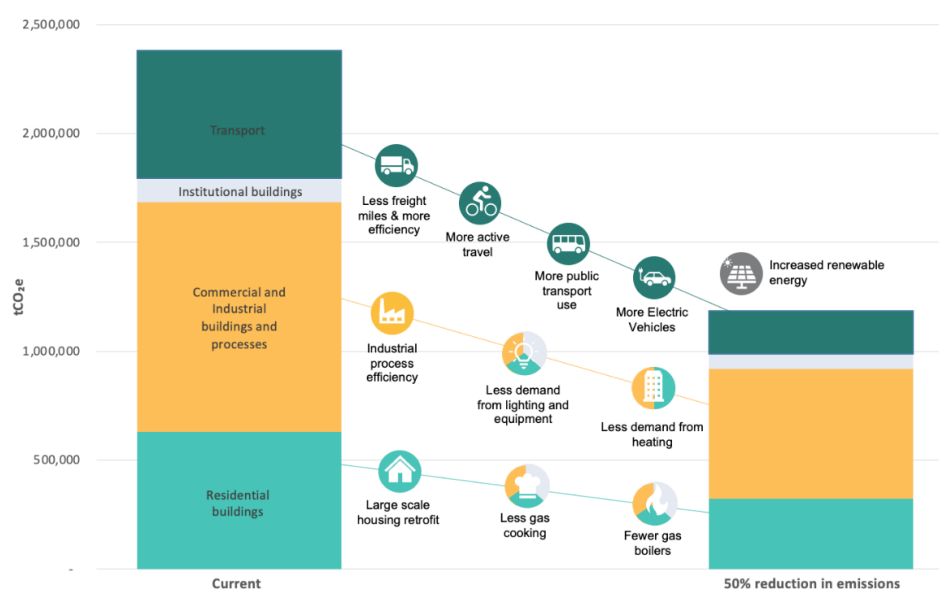 2,500,000
2,000,000
1,500,000
1,000,000
500,000
-
tCO₂e
Transport
Institutional buildings
Commercial and
Industrial
buildings and
processes
Residential
buildings
Less freight
miles & more
efficiency
More active
travel
More public
transport
use
More Electric
Vehicles
Increased renewable
energy
Industrial
process
efficiency
Less demand
from lighting and
equipment
Less demand from
heating
Large scale
housing retrofit
Less gas
cooking
Fewer gas
boilers
Current
50% reduction in emissions